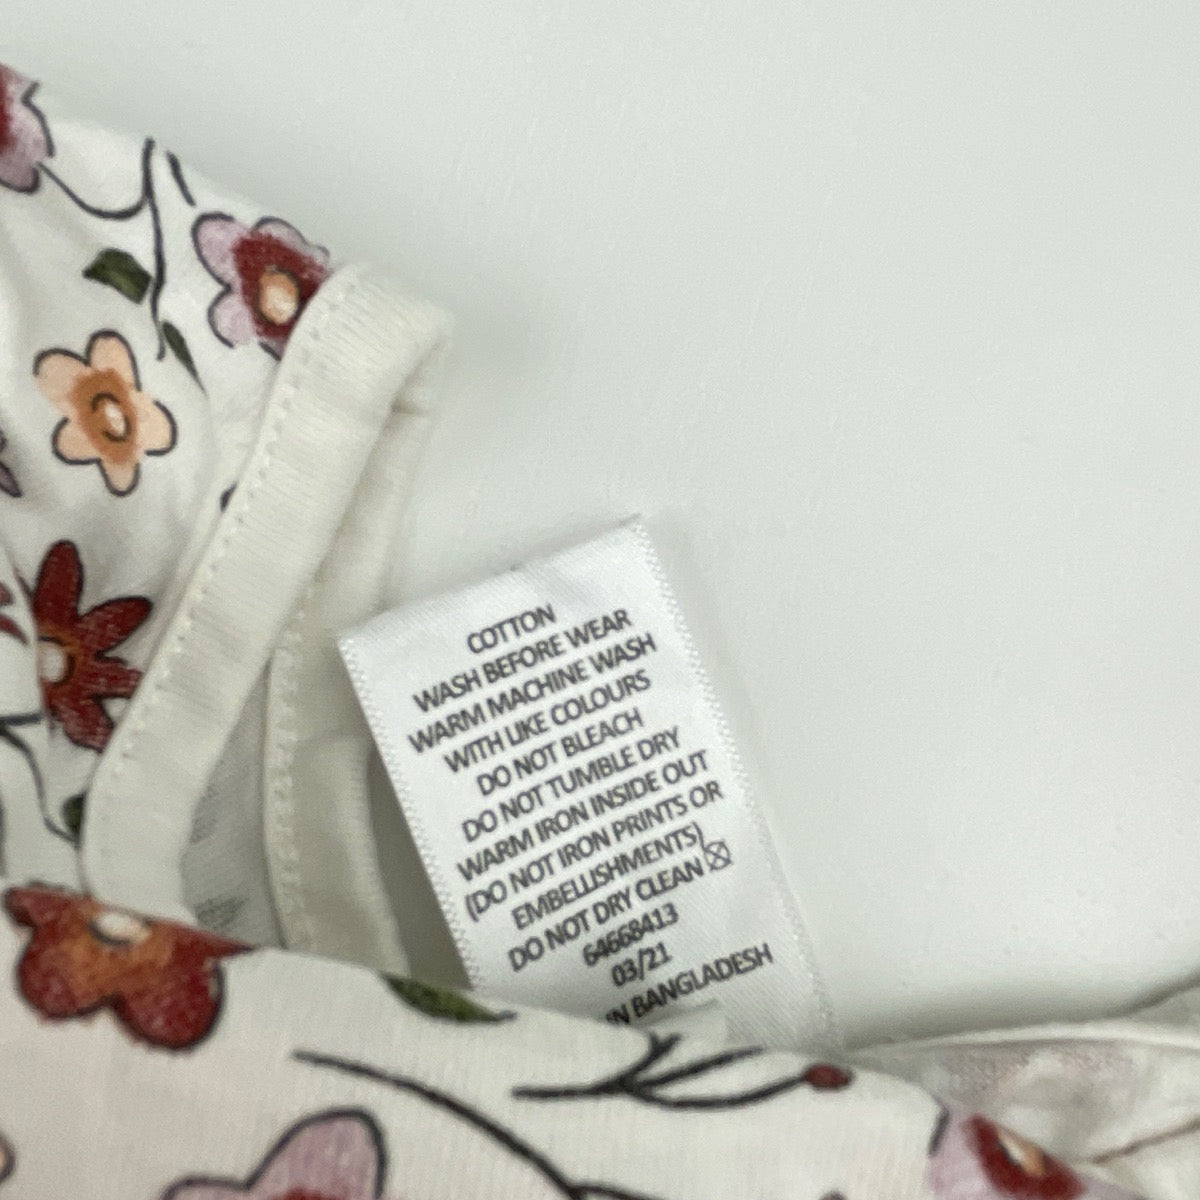 COTTON
WASH BEFORE WEAR
WARM MACHINE WASH
WITH LIKE COLOURS
DO NOT BLEACH
DO NOT TUMBLE DRY
WARM IRON INSIDE OUT
(DO NOT IRON PRINTS OR
EMBELLISHMENTS)
DO NOT DRY CLEAN
64668413
03/21
IN BANGLADESH